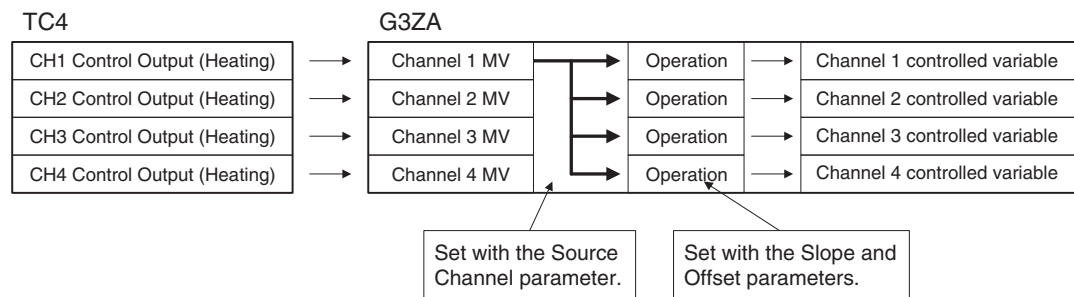 TC4
G3ZA
CH1 Control Output (Heating)
Channel 1 MV
Operation
Channel 1 controlled variable
CH2 Control Output (Heating)
Channel 2 MV
Operation
Channel 2 controlled variable
CH3 Control Output (Heating)
Channel 3 MV
Operation
Channel 3 controlled variable
CH4 Control Output (Heating)
Channel 4 MV
Operation
Channel 4 controlled variable
Set with the Source
Channel parameter.
Set with the Slope and
Offset parameters.